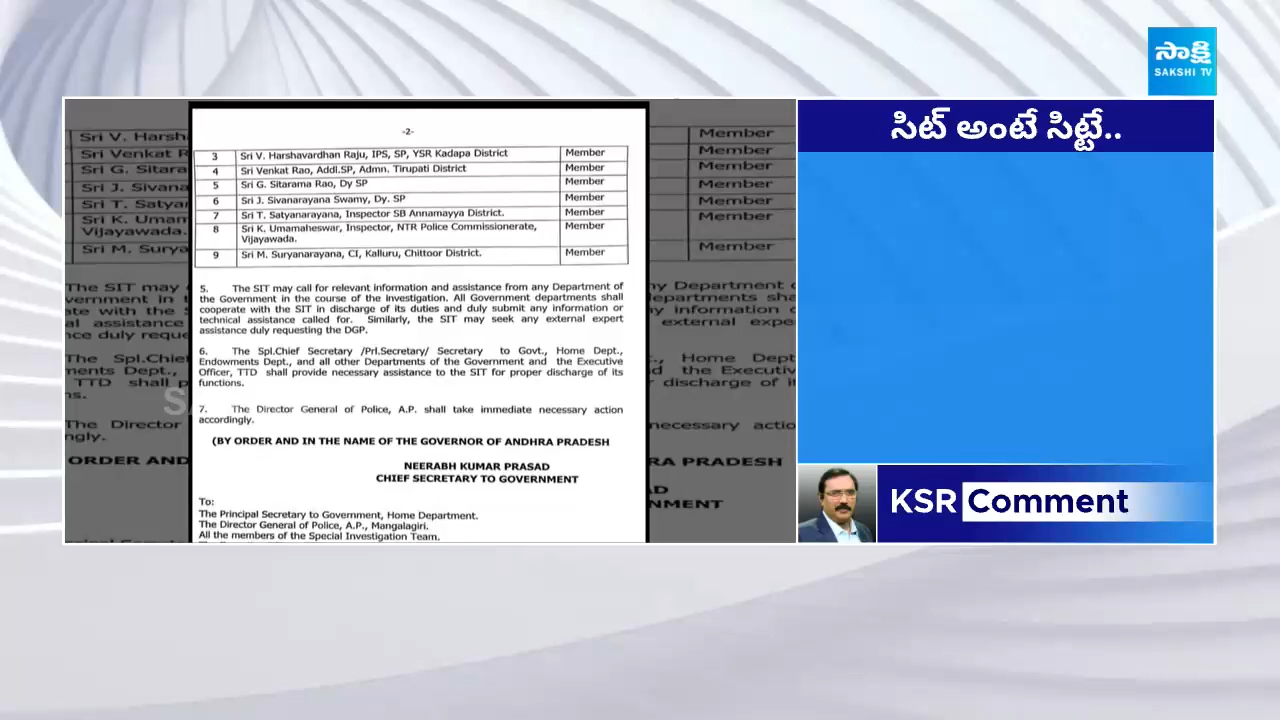 సాక్షి
SAKSHI TV
సిట్ అంటే సిట్టే..
-2-
3 Sri V. Harshavardhan Raju, IPS, SP, YSR Kadapa District Member
4 Sri Venkat Rao, Addl.SP, Admn. Tirupati District Member
5 Sri G. Sitarama Rao, Dy SP Member
6 Sri J. Sivanarayana Swamy, Dy. SP Member
7 Sri T. Satyanarayana, Inspector SB Annamayya District. Member
8 Sri K. Umamaheswar, Inspector, NTR Police Commissionerate, Member
Vijayawada.
9 Sri M. Suryanarayana, CI, Kalluru, Chittoor District. Member
5. The SIT may call for relevant information and assistance from any Department of
the Government in the course of the investigation. All Government departments shall
cooperate with the SIT in discharge of its duties and duly submit any information or
technical assistance called for. Similarly, the SIT may seek any external expert
assistance duly requesting the DGP.
6. The Spl.Chief Secretary /Prl.Secretary/ Secretary to Govt., Home Dept.,
Endowments Dept., and all other Departments of the Government and the Executive
Officer, TTD shall provide necessary assistance to the SIT for proper discharge of its
functions.
7. The Director General of Police, A.P. shall take immediate necessary action
accordingly.
(BY ORDER AND IN THE NAME OF THE GOVERNOR OF ANDHRA PRADESH
NEERABH KUMAR PRASAD
CHIEF SECRETARY TO GOVERNMENT
To:
The Principal Secretary to Government, Home Department.
The Director General of Police, A.P., Mangalagiri.
All the members of the Special Investigation Team.
KSR Comment